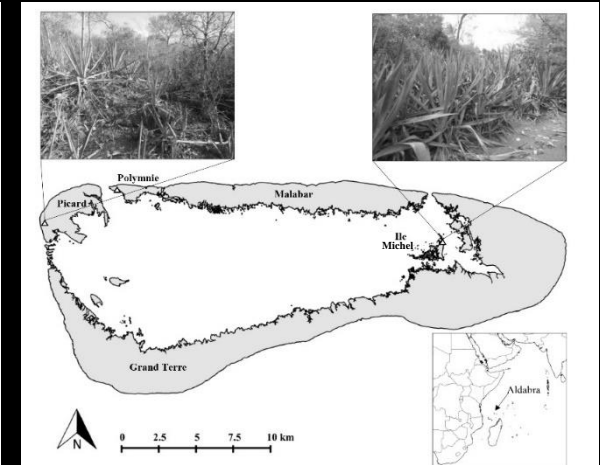 Polymnie
Picard
Malabar
Ile
Michel
Grand Terre
Aldabra
N
0 2.5 5 7.5 10 km